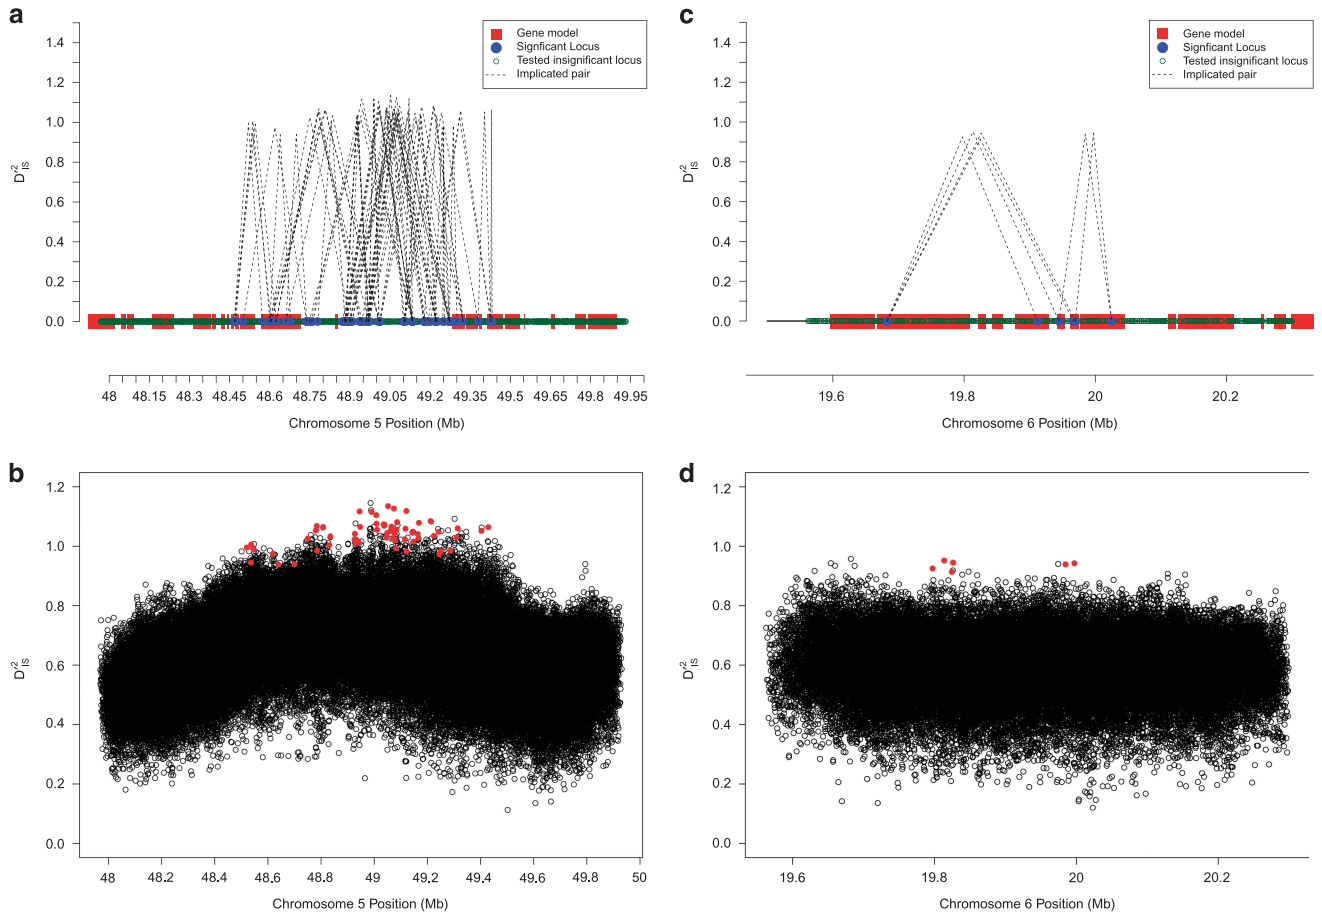 a
1.4
1.2
1.0
0.8
0.6
0.4
0.2
0.0
D′²IS
Gene model
Signficant Locus
Tested insignificant locus
Implicated pair
48 48.15 48.3 48.45 48.6 48.75 48.9 49.05 49.2 49.35 49.5 49.65 49.8 49.95
Chromosome 5 Position (Mb)
c
1.4
1.2
1.0
0.8
0.6
0.4
0.2
0.0
D′²IS
Gene model
Signficant Locus
Tested insignificant locus
Implicated pair
19.6 19.8 20 20.2
Chromosome 6 Position (Mb)
b
1.2
1.0
0.8
0.6
0.4
0.2
0.0
D′²IS
48 48.2 48.4 48.6 48.8 49 49.2 49.4 49.6 49.8 50
Chromosome 5 Position (Mb)
d
1.2
1.0
0.8
0.6
0.4
0.2
0.0
D′²IS
19.6 19.8 20 20.2
Chromosome 6 Position (Mb)